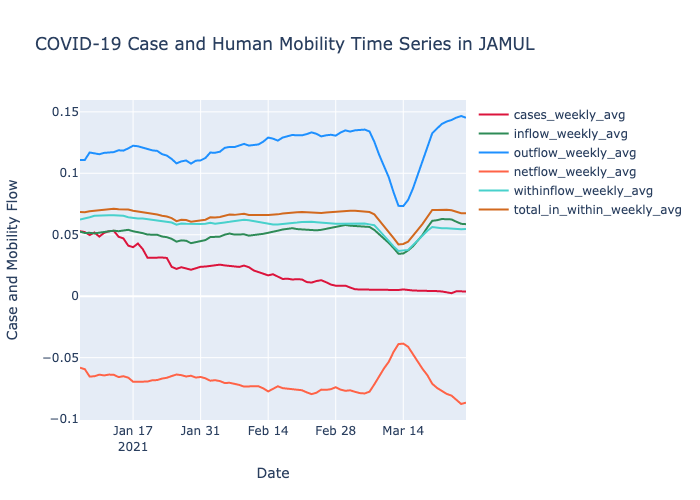 COVID-19 Case and Human Mobility Time Series in JAMUL
Case and Mobility Flow
0.15
0.1
0.05
0
−0.05
−0.1
Jan 17
2021
Jan 31
Feb 14
Feb 28
Mar 14
Date
cases_weekly_avg
inflow_weekly_avg
outflow_weekly_avg
netflow_weekly_avg
withinflow_weekly_avg
total_in_within_weekly_avg